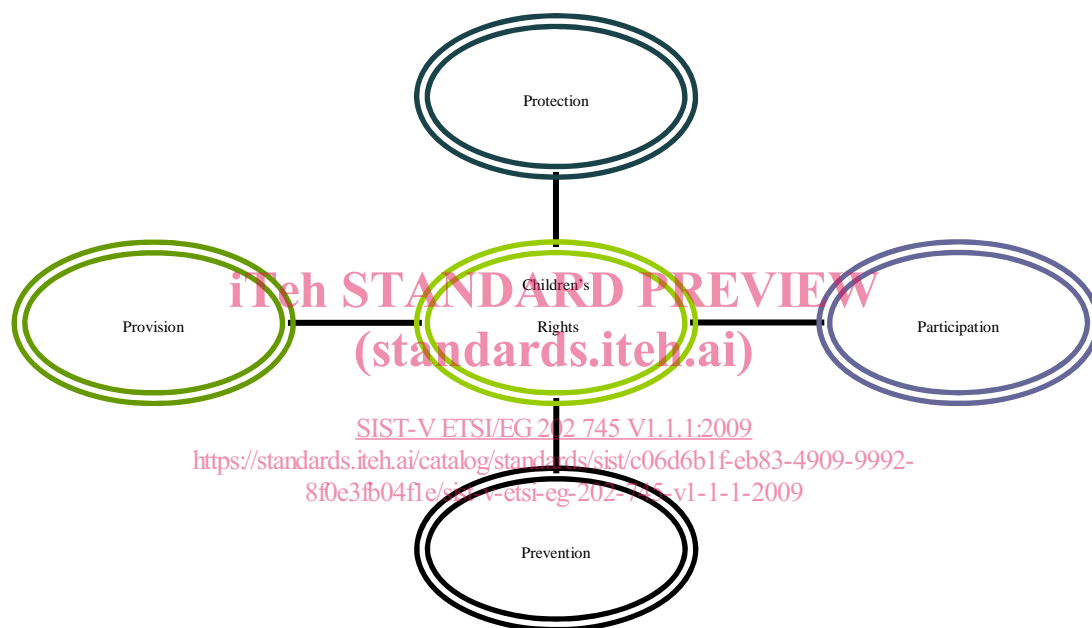 Protection
Children's
iTeh STANDARD PREVIEW
Provision
Rights
Participation
(standards.iteh.ai)
SIST-V ETSI/EG 202 745 V1.1.1:2009
https://standards.iteh.ai/catalog/standards/sist/c06d6b1f-eb83-4909-9992-
8f0e3fb04f1e/sist-v-etsi-eg-202-745-v1-1-1-2009
Prevention